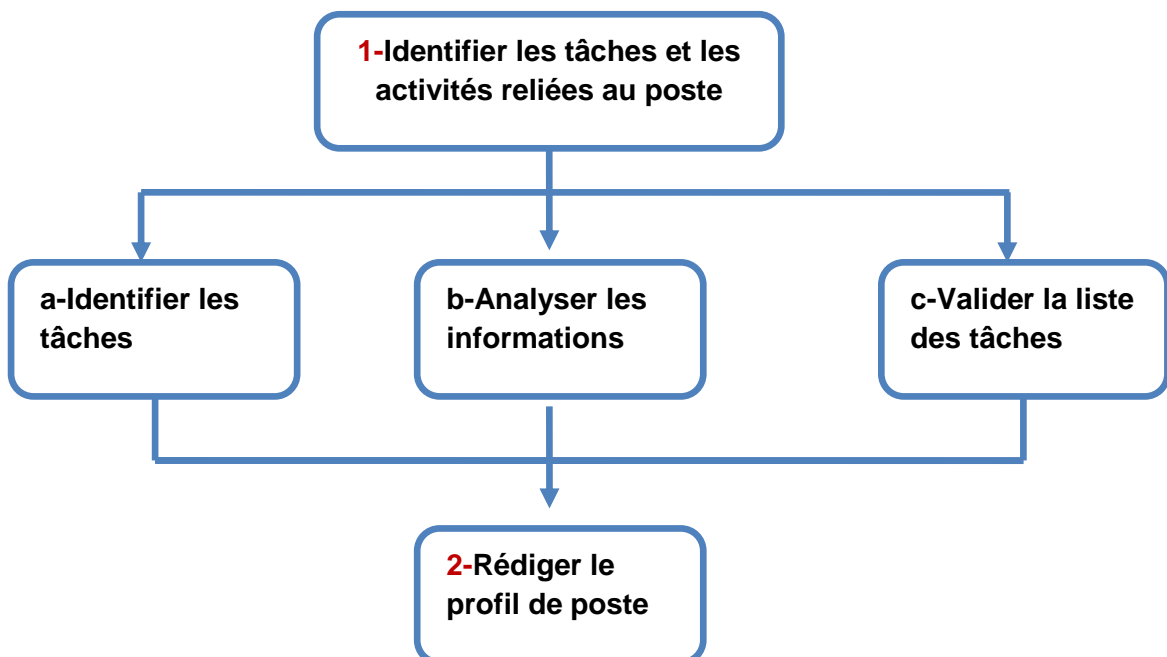 1-Identifier les tâches et les
activités reliées au poste
a-Identifier les
tâches
b-Analyser les
informations
c-Valider la liste
des tâches
2-Rédiger le
profil de poste